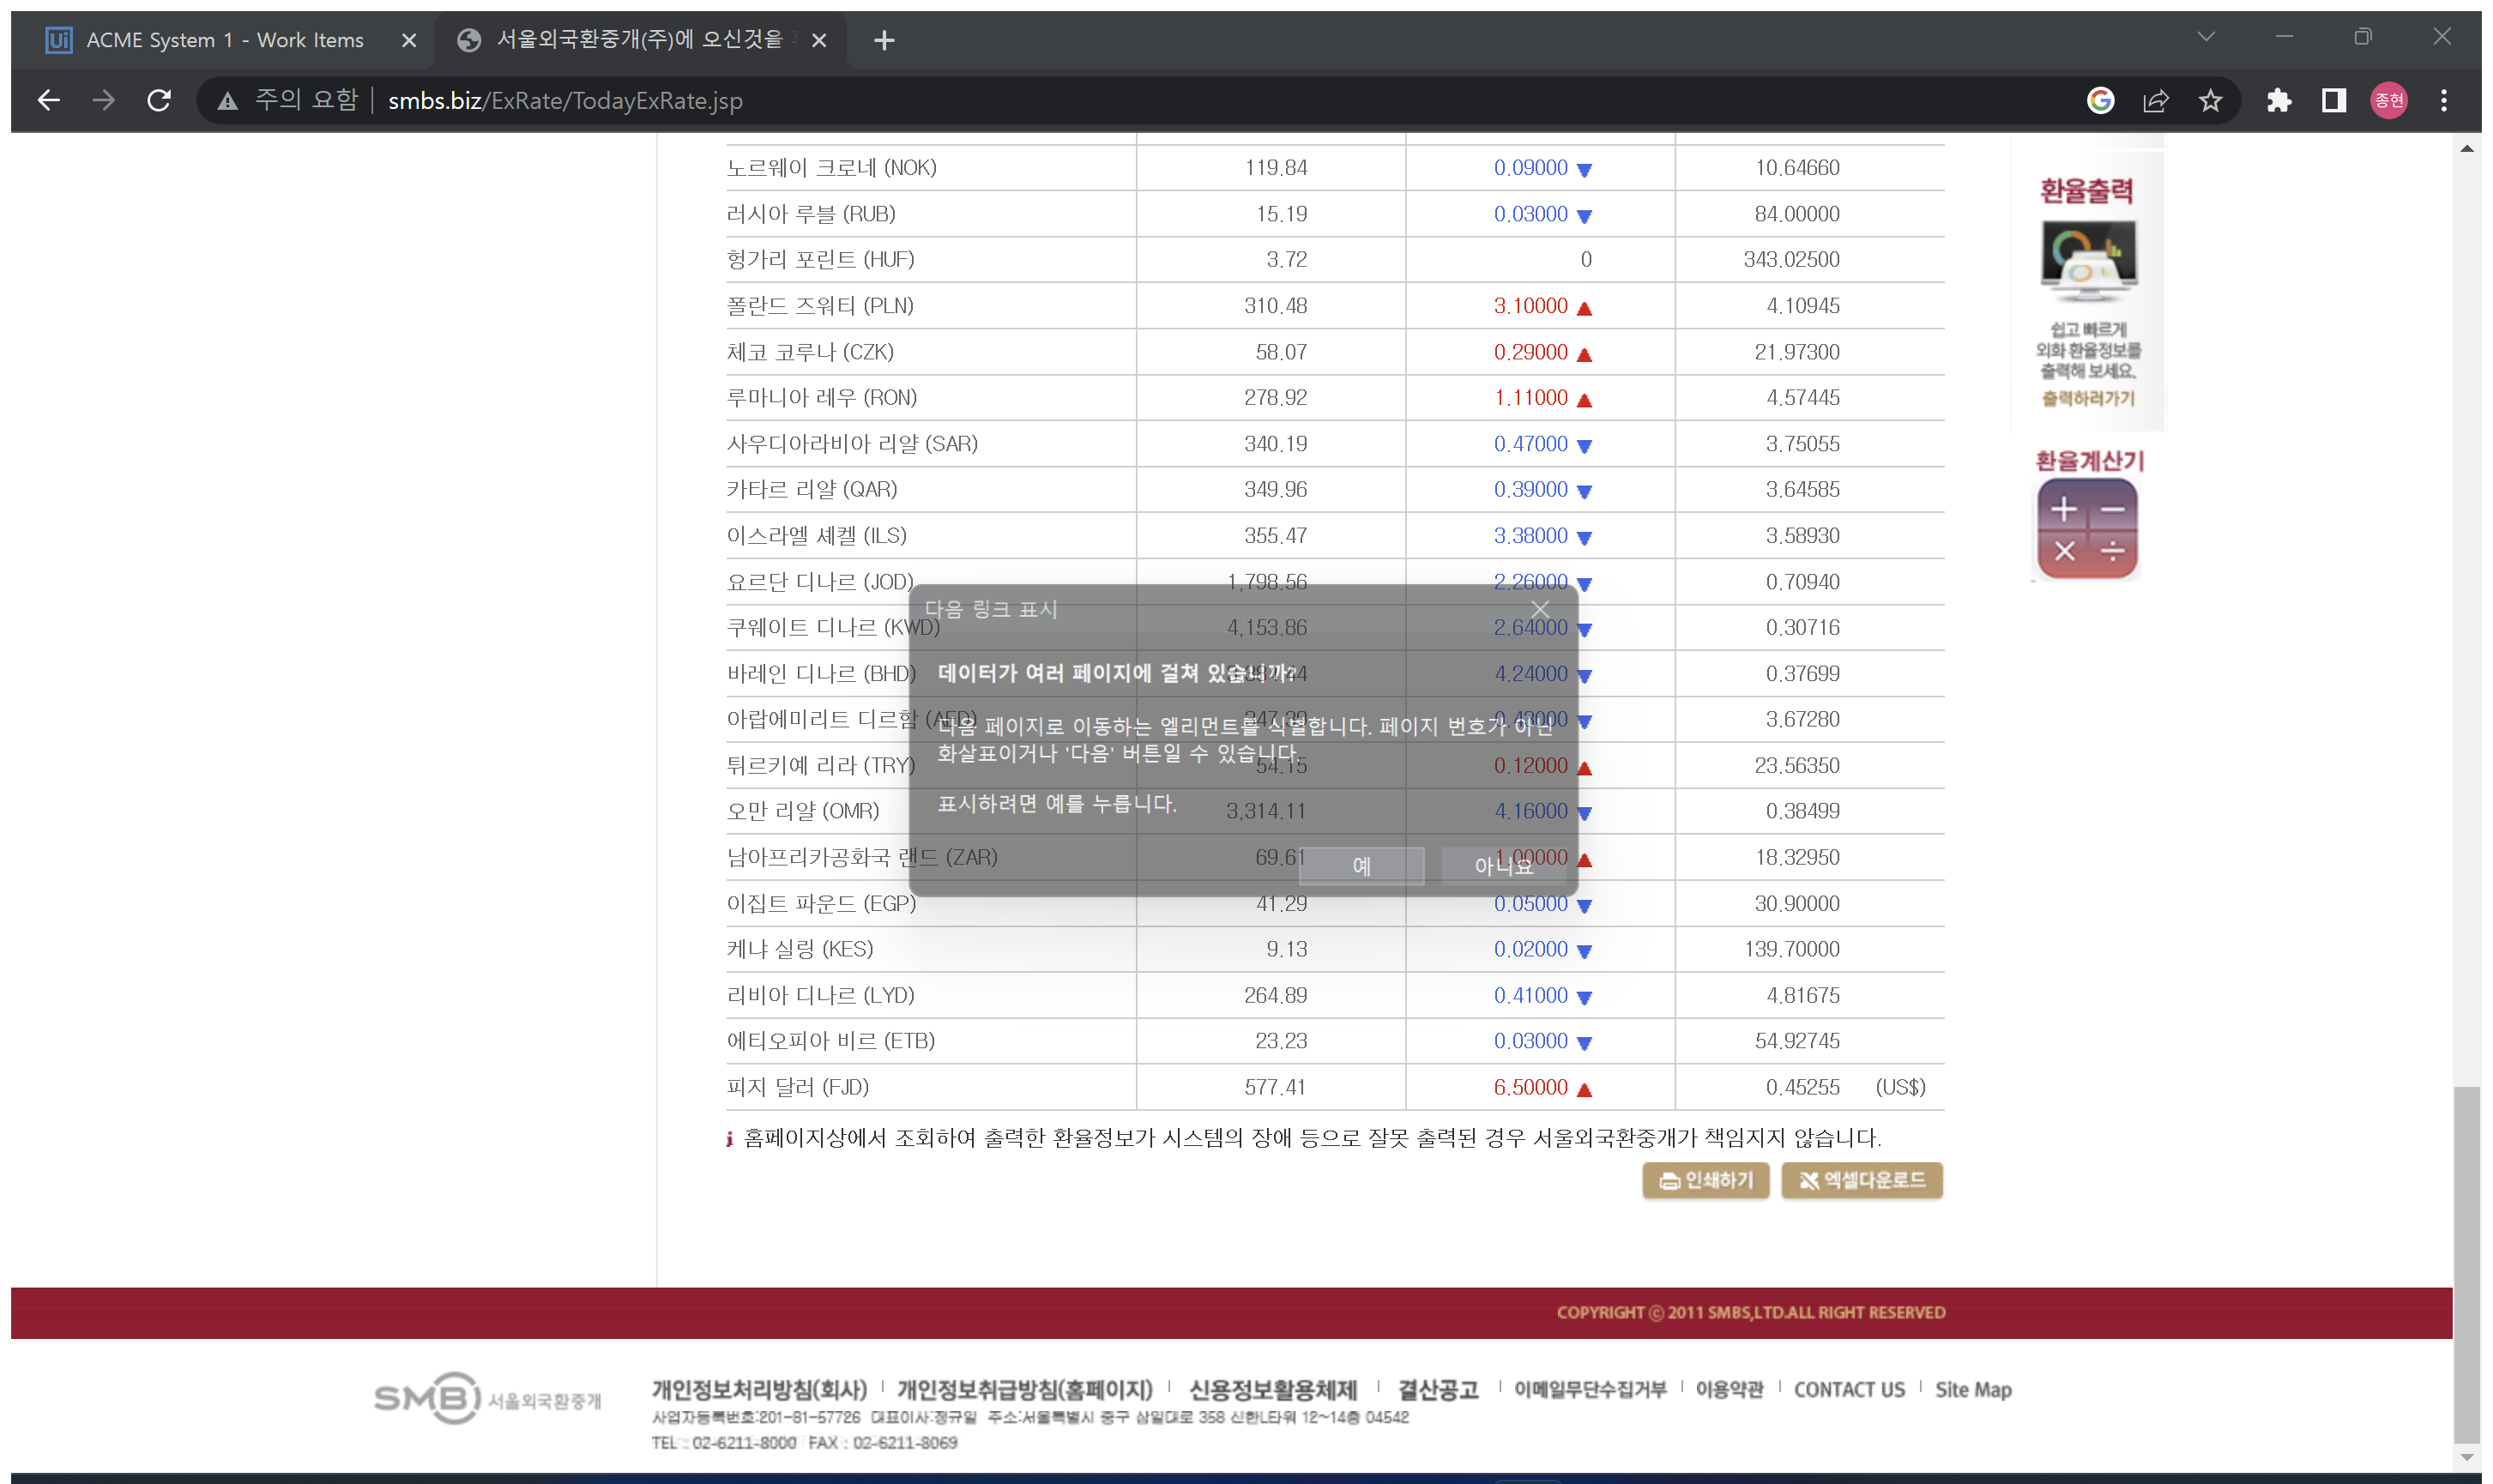 ACME System 1 - Work Items
서울외국환중개(주)에 오신것을
주의 요함 smbs.biz/ExRate/TodayExRate.jsp 종현
노르웨이 크로네 (NOK) 119.84 0.09000 ▼ 10.64660
러시아 루블 (RUB) 15.19 0.03000 ▼ 84.00000
헝가리 포린트 (HUF) 3.72 0 343.02500
폴란드 즈워티 (PLN) 310.48 3.10000 ▲ 4.10945
체코 코루나 (CZK) 58.07 0.29000 ▲ 21.97300
루마니아 레우 (RON) 278.92 1.11000 ▲ 4.57445
사우디아라비아 리얄 (SAR) 340.19 0.47000 ▼ 3.75055
카타르 리얄 (QAR) 349.96 0.39000 ▼ 3.64585
이스라엘 셰켈 (ILS) 355.47 3.38000 ▼ 3.58930
요르단 디나르 (JOD) 1,798.56 2.26000 ▼ 0.70940
쿠웨이트 디나르 (KWD) 4,153.86 2.64000 ▼ 0.30716
바레인 디나르 (BHD) 4.24000 ▼ 0.37699
아랍에미리트 디르함 (AED) 0.43000 ▼ 3.67280
튀르키예 리라 (TRY) 54.15 0.12000 ▲ 23.56350
오만 리얄 (OMR) 3,314.11 4.16000 ▼ 0.38499
남아프리카공화국 랜드 (ZAR) 69.61 1.00000 ▲ 18.32950
이집트 파운드 (EGP) 41.29 0.05000 ▼ 30.90000
케냐 실링 (KES) 9.13 0.02000 ▼ 139.70000
리비아 디나르 (LYD) 264.89 0.41000 ▼ 4.81675
에티오피아 비르 (ETB) 23.23 0.03000 ▼ 54.92745
피지 달러 (FJD) 577.41 6.50000 ▲ 0.45255 (US$)
다음 링크 표시
데이터가 여러 페이지에 걸쳐 있습니까?
다음 페이지로 이동하는 엘리먼트를 식별합니다. 페이지 번호가 아닌
화살표이거나 '다음' 버튼일 수 있습니다.
표시하려면 예를 누릅니다.
예 아니요
환율출력
쉽고 빠르게
외화 환율정보를
출력해 보세요.
출력하러가기
환율계산기
홈페이지상에서 조회하여 출력한 환율정보가 시스템의 장애 등으로 잘못 출력된 경우 서울외국환중개가 책임지지 않습니다.
인쇄하기 엑셀다운로드
COPYRIGHT ⓒ 2011 SMBS,LTD.ALL RIGHT RESERVED
SMB 서울외국환중개
개인정보처리방침(회사) 개인정보취급방침(홈페이지) 신용정보활용체제 결산공고 이메일무단수집거부 이용약관 CONTACT US Site Map
사업자등록번호:201-81-57726 대표이사:정규일 주소:서울특별시 중구 삼일대로 358 신한L타워 12~14층 04542
TEL : 02-6211-8000 FAX : 02-6211-8069